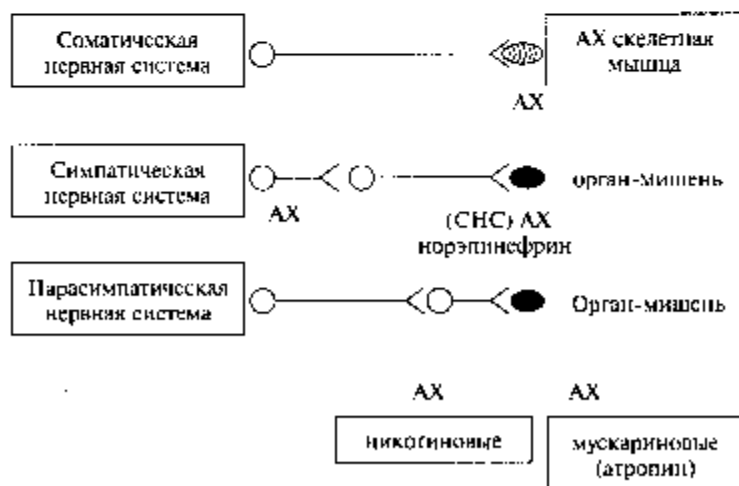 Соматическая
нервная система
АХ скелетная
мышца
АХ
Симпатическая
нервная система
орган-мишень
АХ
(СНС) АХ
норэпинефрин
Парасимпатическая
нервная система
Орган-мишень
АХ
АХ
никотиновые
мускариновые
(атропин)